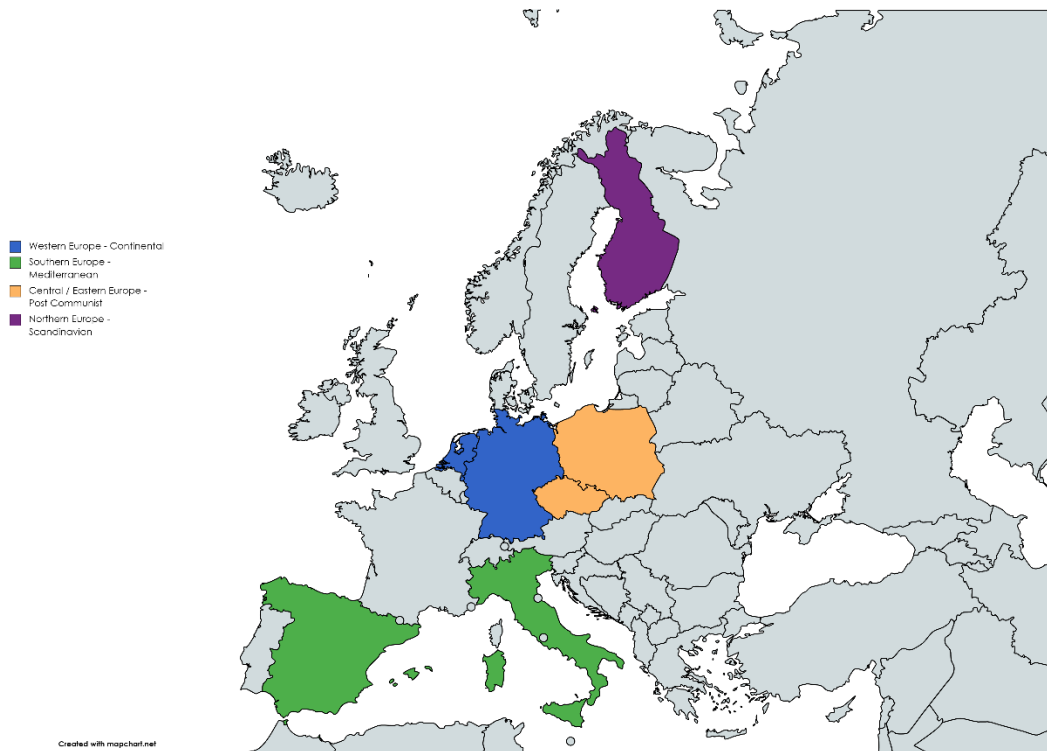 Western Europe - Continental
Southern Europe -
Mediterranean
Central / Eastern Europe -
Post Communist
Northern Europe -
Scandinavian
Created with mapchart.net